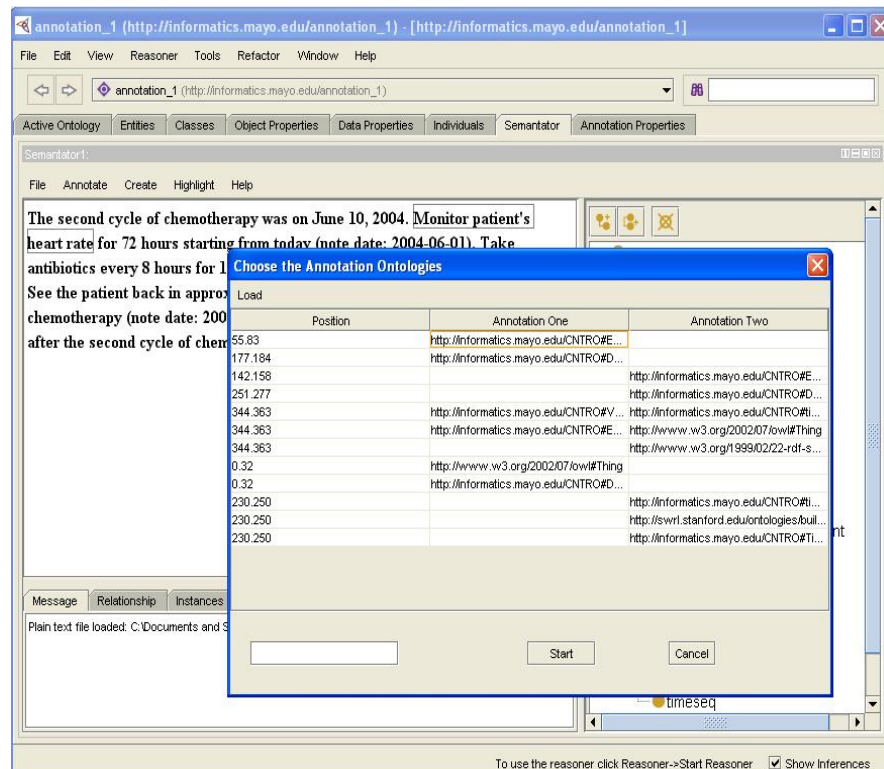 annotation_1 (http://informatics.mayo.edu/annotation_1) - [http://informatics.mayo.edu/annotation_1]
File Edit View Reasoner Tools Refactor Window Help
annotation_1 (http://informatics.mayo.edu/annotation_1)
Active Ontology Entities Classes Object Properties Data Properties Individuals Semantator Annotation Properties
Semantator1:
File Annotate Create Highlight Help
The second cycle of chemotherapy was on June 10, 2004. Monitor patient's
heart rate for 72 hours starting from today (note date: 2004-06-01). Take
antibiotics every 8 hours for 1
See the patient back in approx
chemotherapy (note date: 200
after the second cycle of chem
Choose the Annotation Ontologies
Load
Position Annotation One Annotation Two
55.83 http://informatics.mayo.edu/CNTRO#E...
177.184 http://informatics.mayo.edu/CNTRO#D...
142.158 http://informatics.mayo.edu/CNTRO#E...
251.277 http://informatics.mayo.edu/CNTRO#D...
344.363 http://informatics.mayo.edu/CNTRO#V... http://informatics.mayo.edu/CNTRO#ti...
344.363 http://informatics.mayo.edu/CNTRO#E... http://www.w3.org/2002/07/owl#Thing
344.363 http://www.w3.org/1999/02/22-rdf-s...
0.32 http://www.w3.org/2002/07/owl#Thing
0.32 http://informatics.mayo.edu/CNTRO#D...
230.250 http://informatics.mayo.edu/CNTRO#ti...
230.250 http://swrl.stanford.edu/ontologies/buil...
230.250 http://informatics.mayo.edu/CNTRO#Ti...
nt
Message Relationship Instances
Plain text file loaded: C:\Documents and S
Start Cancel
timeseq
To use the reasoner click Reasoner->Start Reasoner Show Inferences